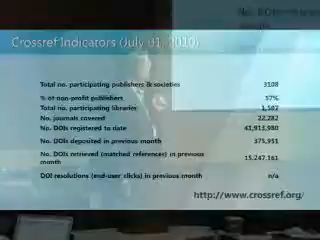 Crossref Indicators (July 01, 2010)
Total no. participating publishers & societies 3108
% of non-profit publishers 57%
Total no. participating libraries
No. journals covered 22,282
No. DOIs registered to date 41,913,980
No. DOIs deposited in previous month 375,951
No. DOIs retrieved (matched references) in previous
month 15,247,161
DOI resolutions (end-user clicks) in previous month n/a
http://www.crossref.org/